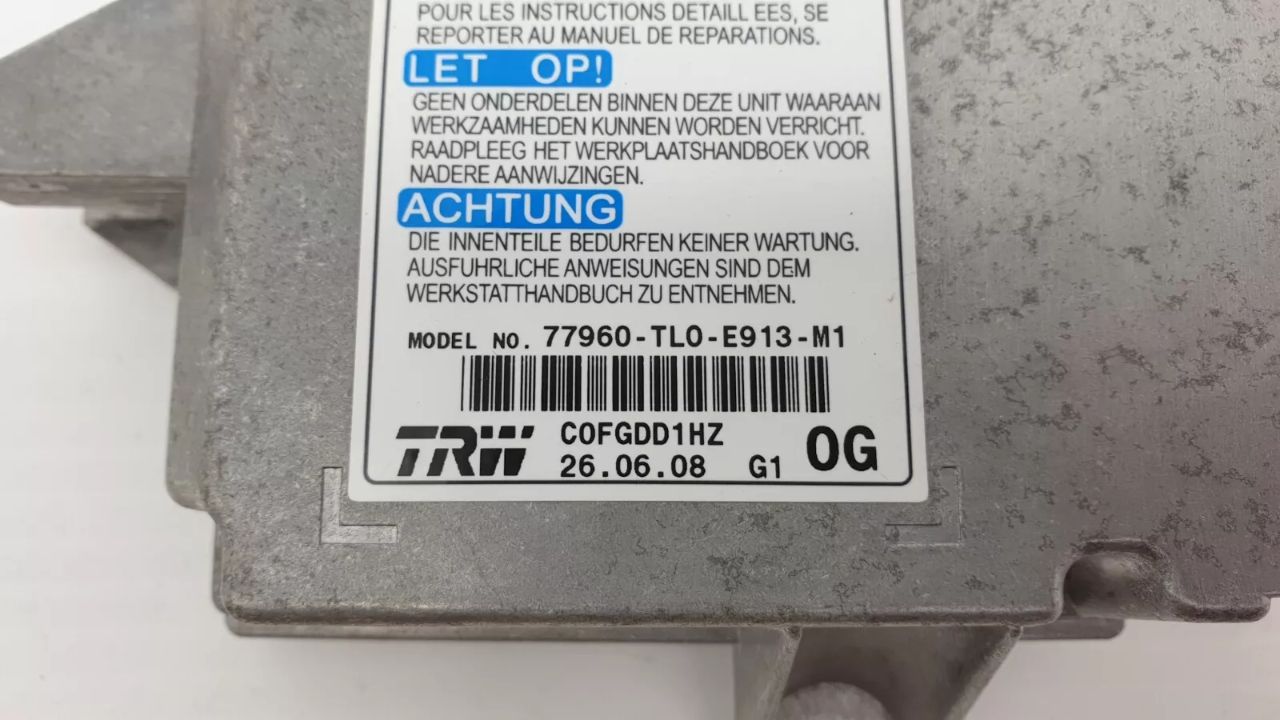 POUR LES INSTRUCTIONS DETAILL EES, SE
REPORTER AU MANUEL DE REPARATIONS.
LET OP!
GEEN ONDERDELEN BINNEN DEZE UNIT WAARAAN
WERKZAAMHEDEN KUNNEN WORDEN VERRICHT.
RAADPLEEG HET WERKPLAATSHANDBOEK VOOR
NADERE AANWIJZINGEN.
ACHTUNG
DIE INNENTEILE BEDURFEN KEINER WARTUNG.
AUSFUHRLICHE ANWEISUNGEN SIND DEM
WERKSTATTHANDBUCH ZU ENTNEHMEN.
MODEL NO. 77960-TL0-E913-M1
TRW C0FGDD1HZ
26.06.08 G1 0G